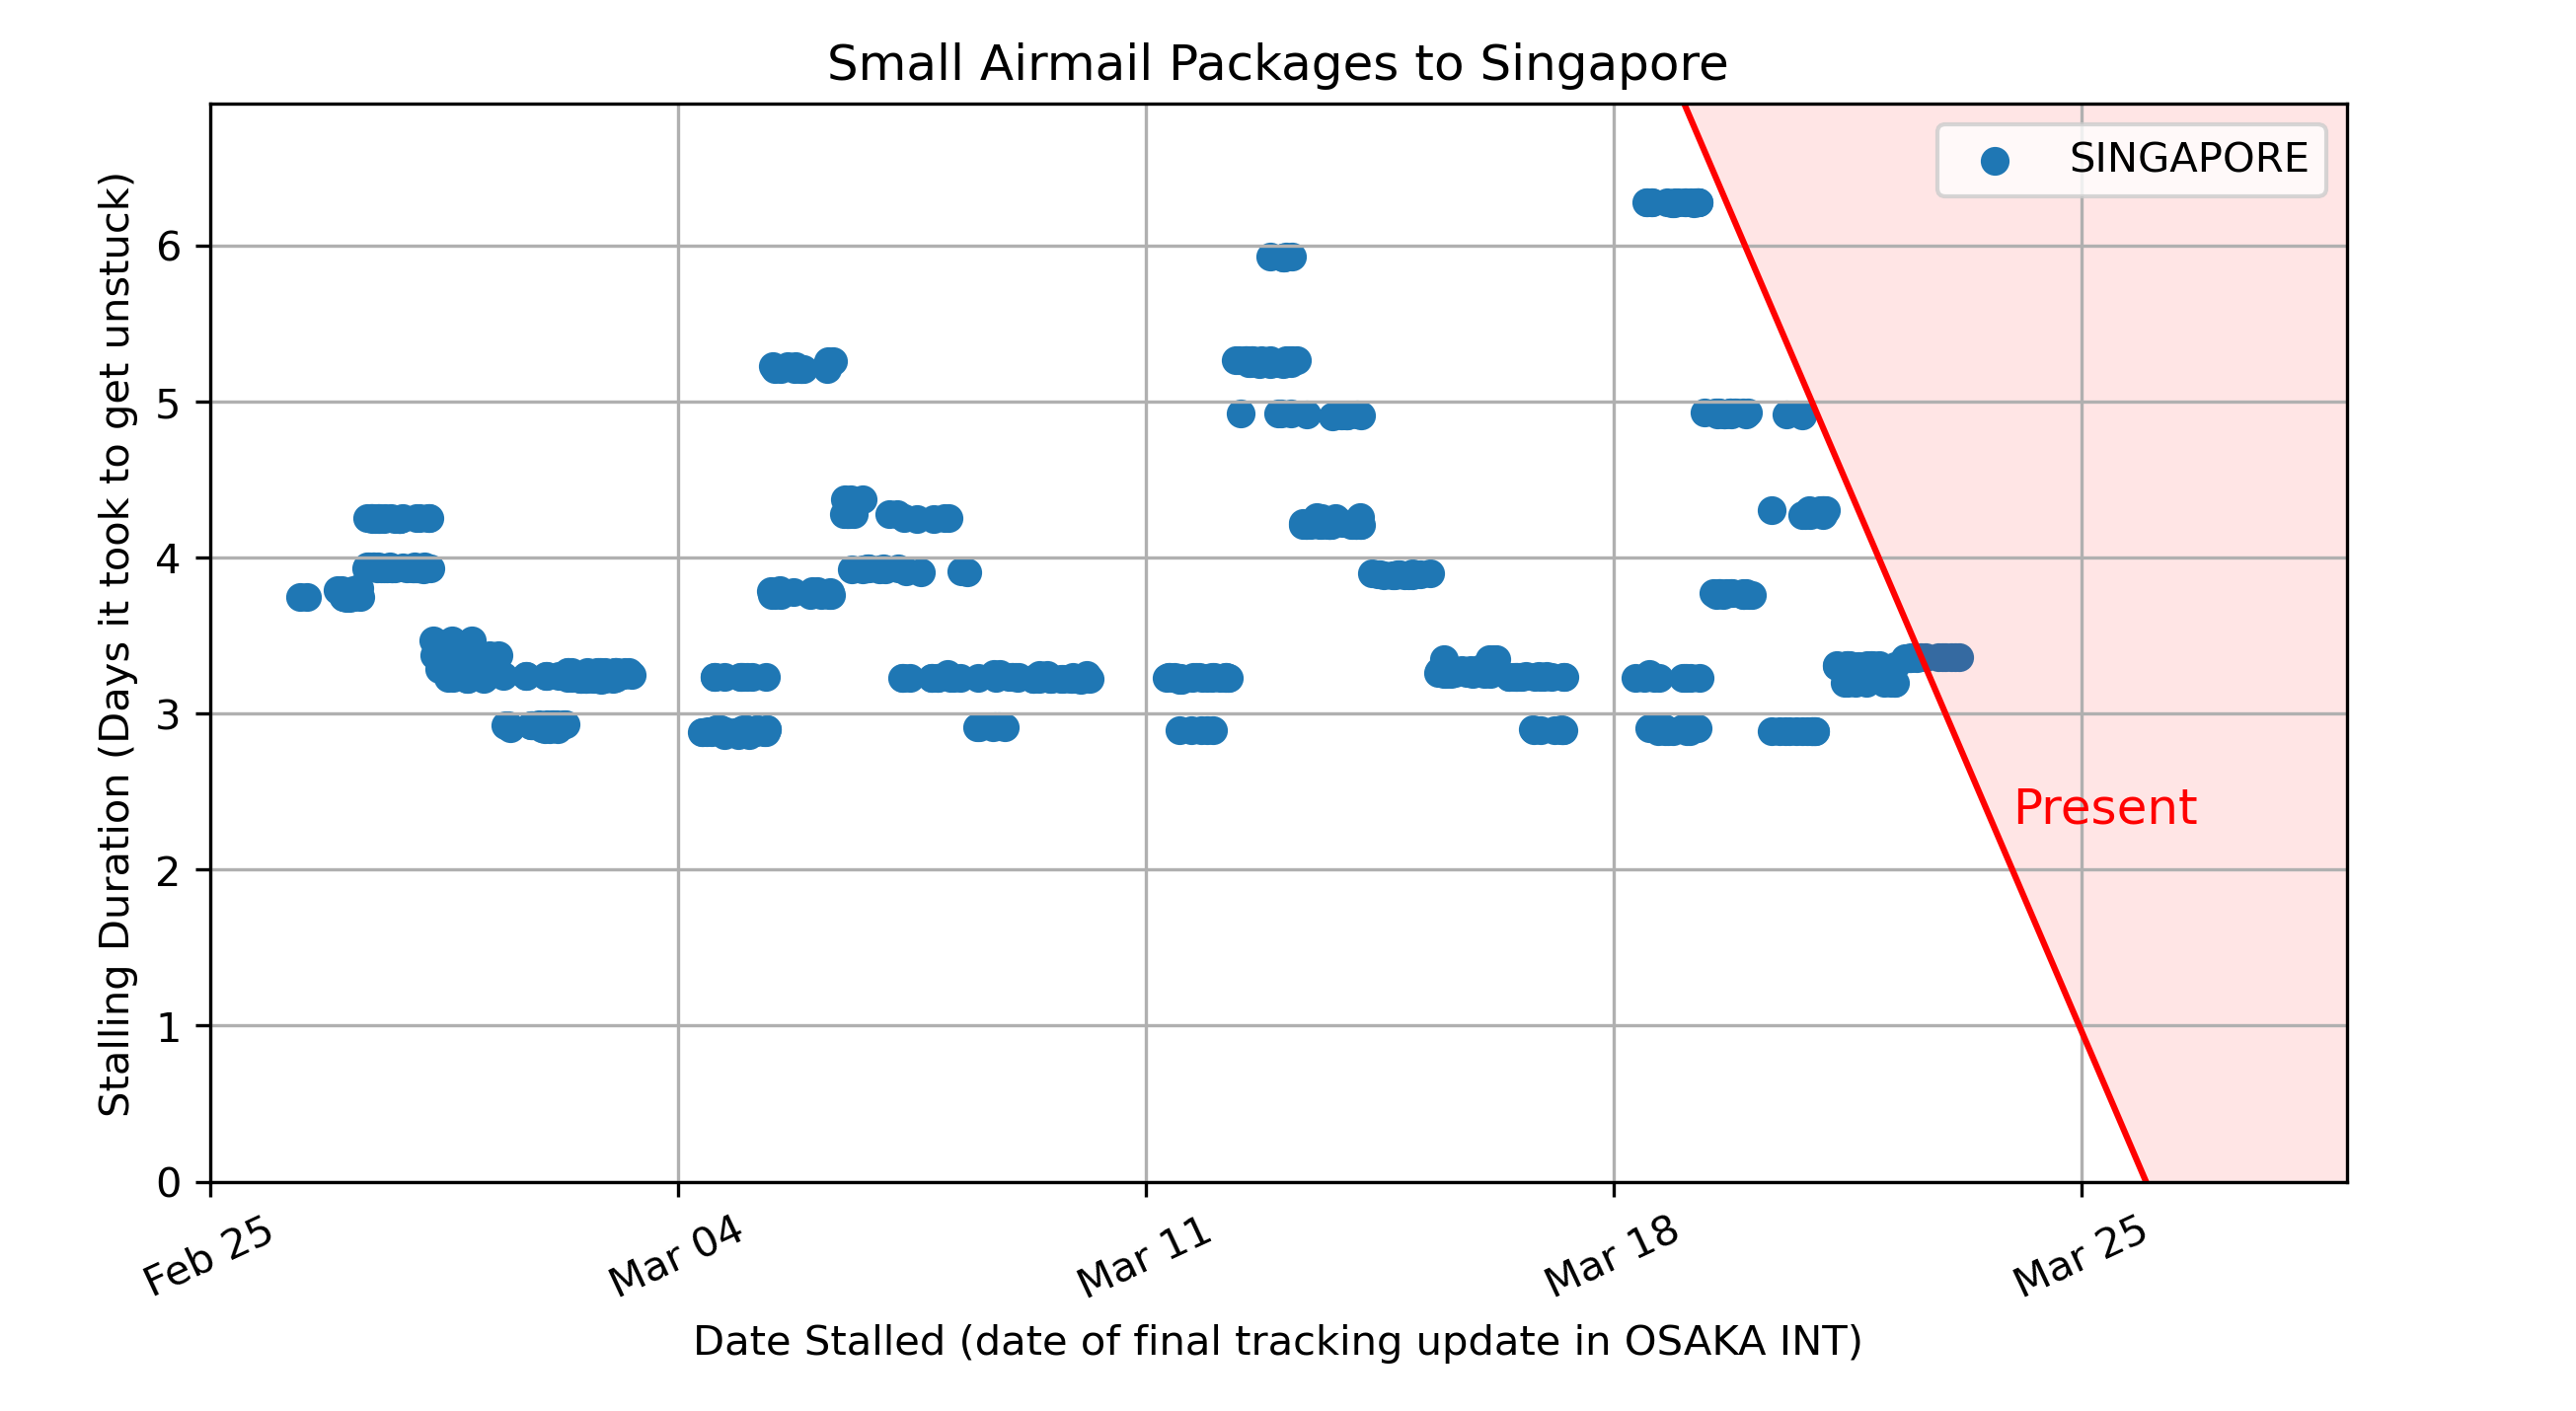 Small Airmail Packages to Singapore
SINGAPORE
Stalling Duration (Days it took to get unstuck)
6
5
4
3
2
1
0
Present
Feb 25
Mar 04
Mar 11
Mar 18
Mar 25
Date Stalled (date of final tracking update in OSAKA INT)